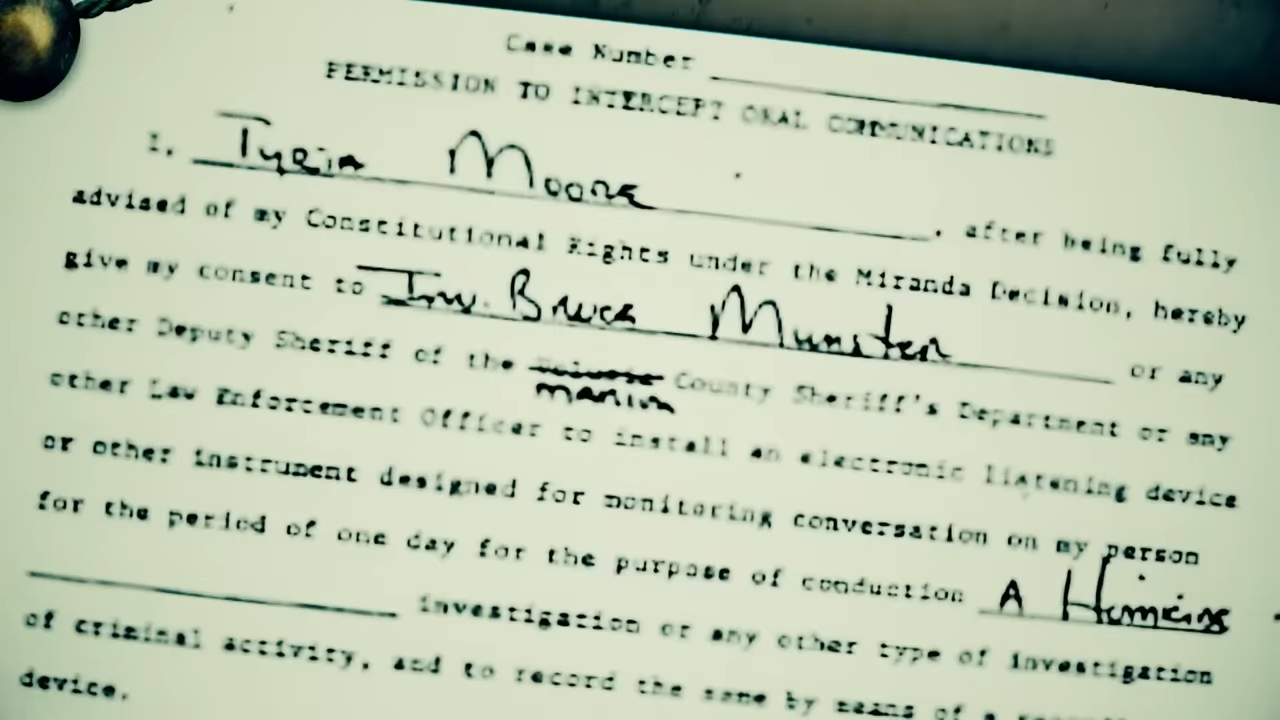 Case Number
PERMISSION TO INTERCEPT ORAL COMMUNICATIONS
I, Tyria Moore, after being fully
advised of my Constitutional Rights under the Miranda Decision, hereby
give my consent to Inv. Bruce Munster or any
other Deputy Sheriff of the Marion County Sheriff's Department or any
other Law Enforcement Officer to install an electronic listening device
or other instrument designed for monitoring conversation on my person
for the period of one day for the purpose of conduction A
investigation or any other type of investigation
of criminal activity, and to record the same by means of a
device.